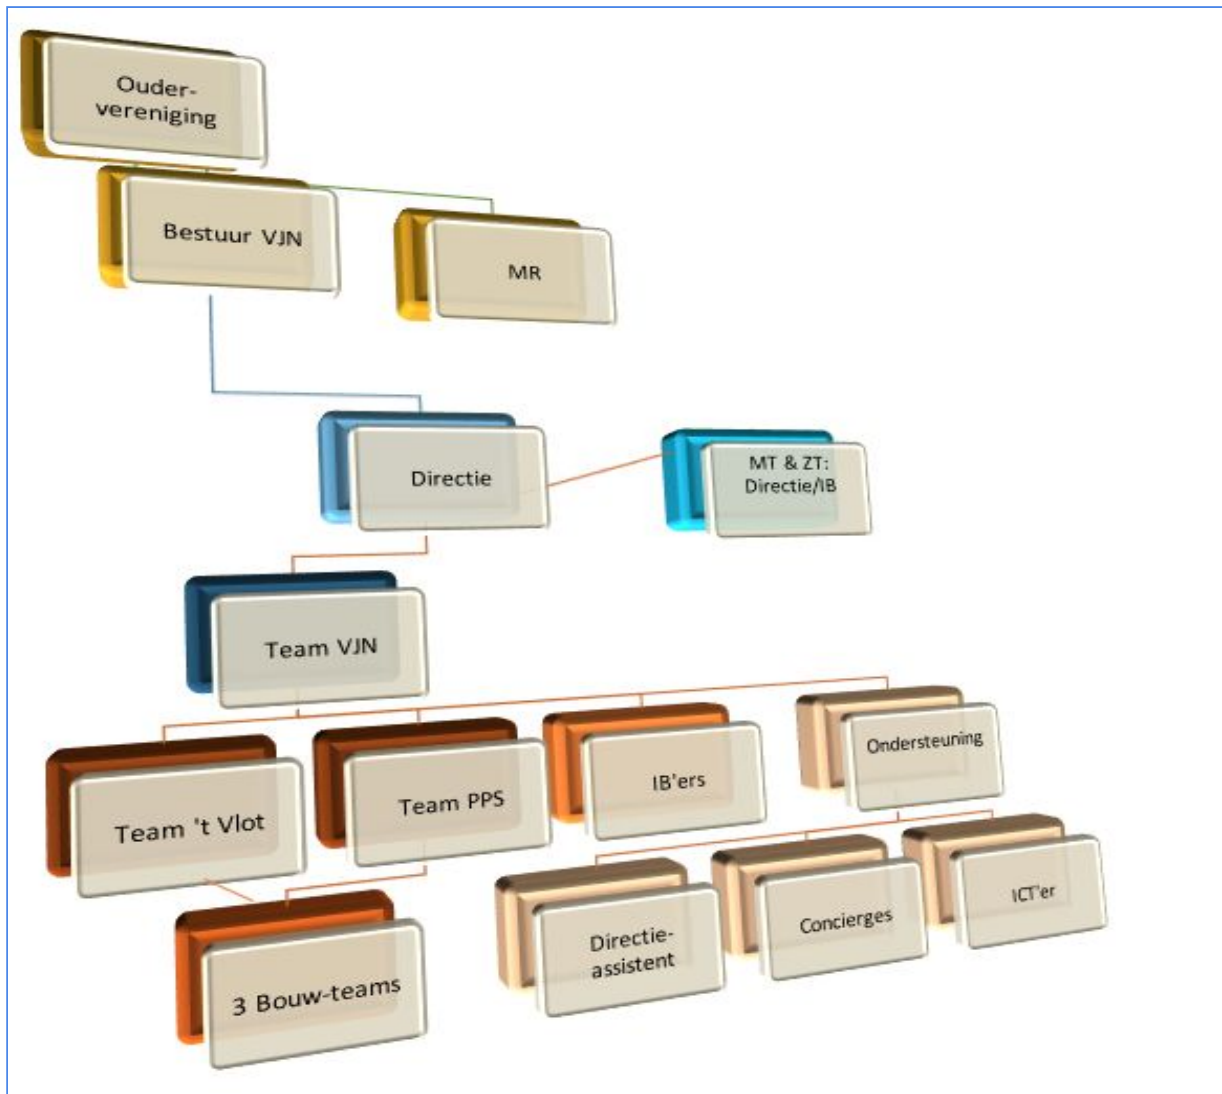 Ouder-
vereniging
Bestuur VJN
MR
Directie
MT & ZT:
Directie/IB
Team VJN
Team 't Vlot
Team PPS
IB'ers
Ondersteuning
3 Bouw-teams
Directie-
assistent
Concierges
ICT'er